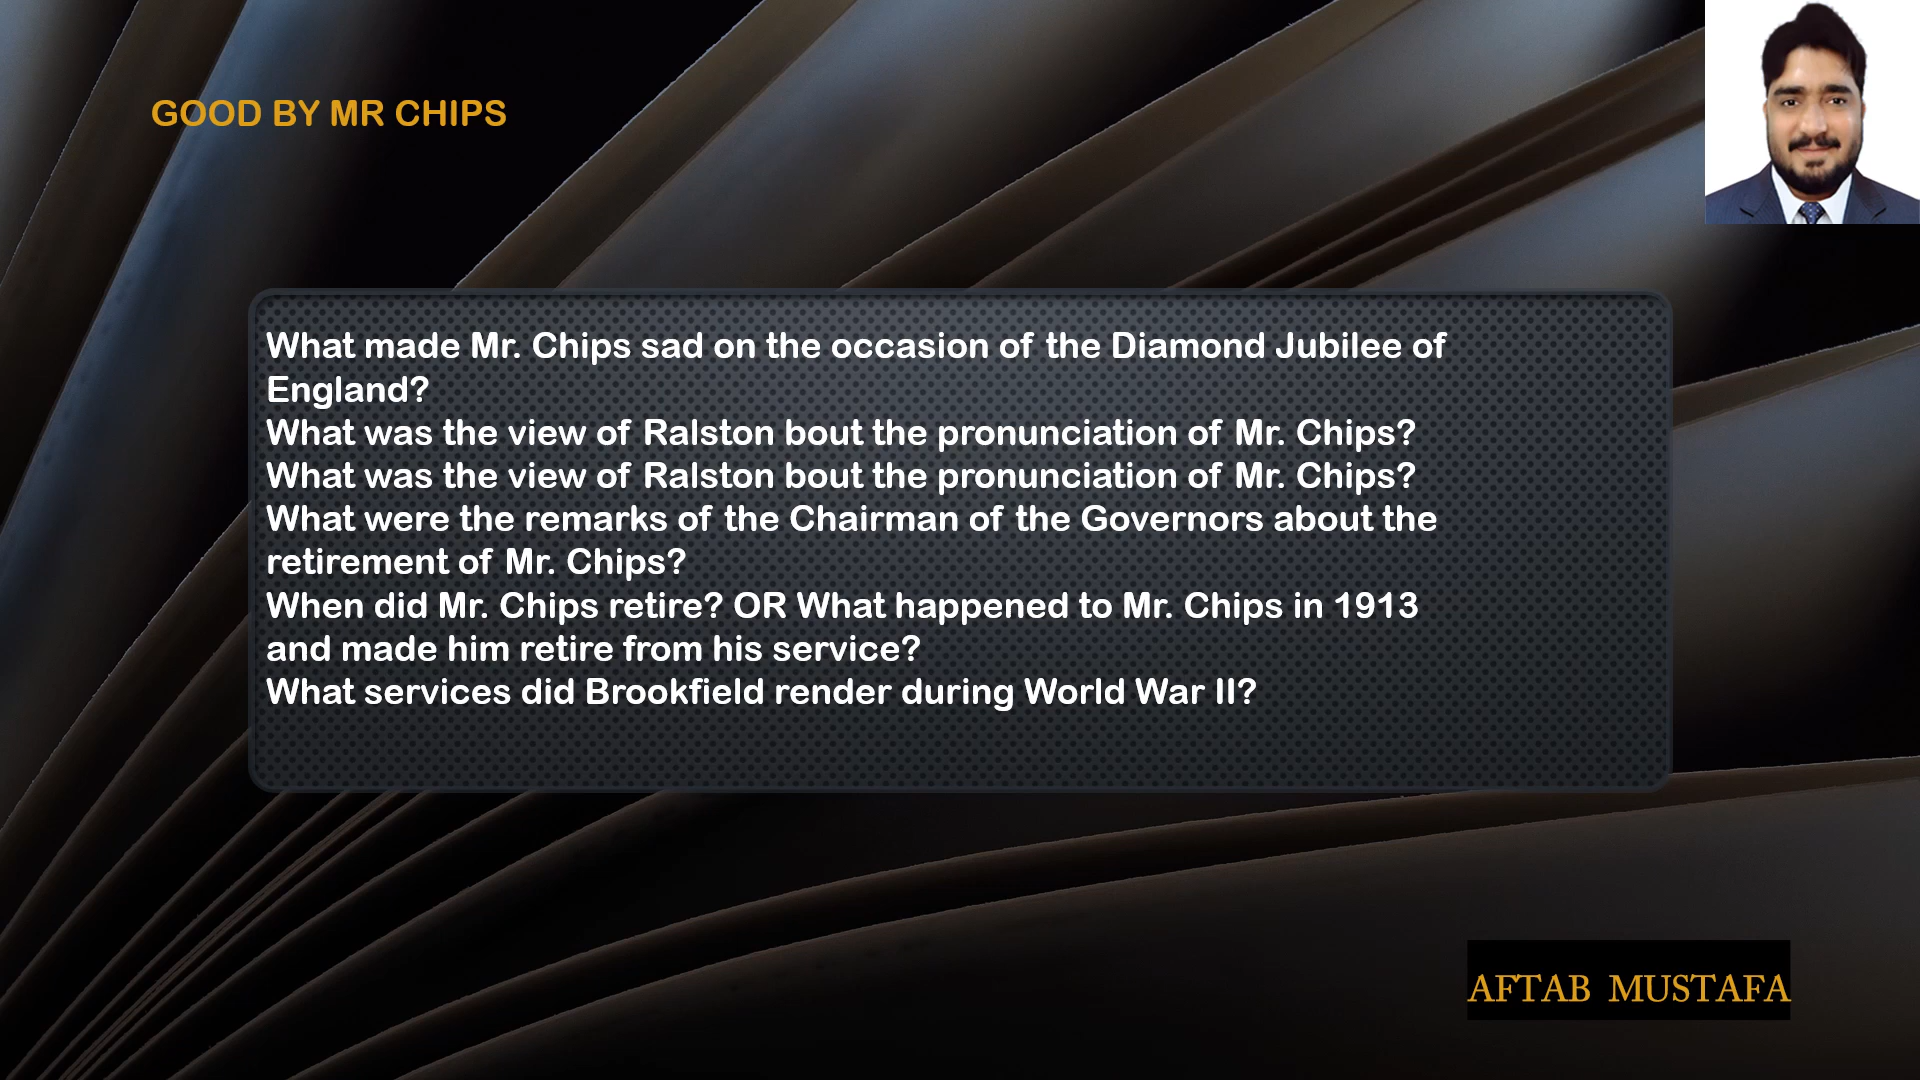 GOOD BY MR CHIPS
What made Mr. Chips sad on the occasion of the Diamond Jubilee of
England?
What was the view of Ralston bout the pronunciation of Mr. Chips?
What was the view of Ralston bout the pronunciation of Mr. Chips?
What were the remarks of the Chairman of the Governors about the
retirement of Mr. Chips?
When did Mr. Chips retire? OR What happened to Mr. Chips in 1913
and made him retire from his service?
What services did Brookfield render during World War II?
AFTAB MUSTAFA